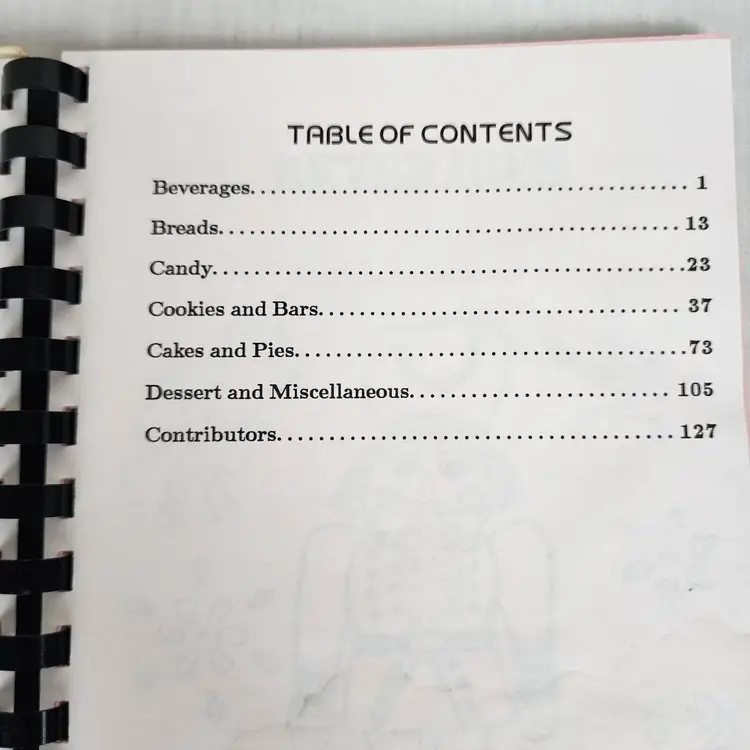 TABLE OF CONTENTS
Beverages. . . . . . . . . . . . . . . . . . . . . . . . . . . . . . . . . . . . . . . . . . 1
Breads. . . . . . . . . . . . . . . . . . . . . . . . . . . . . . . . . . . . . . . . . . . . 13
Candy. . . . . . . . . . . . . . . . . . . . . . . . . . . . . . . . . . . . . . . . . . . . .23
Cookies and Bars. . . . . . . . . . . . . . . . . . . . . . . . . . . . . . . . . . . 37
Cakes and Pies. . . . . . . . . . . . . . . . . . . . . . . . . . . . . . . . . . . . . .73
Dessert and Miscellaneous. . . . . . . . . . . . . . . . . . . . . . . . . 105
Contributors. . . . . . . . . . . . . . . . . . . . . . . . . . . . . . . . . . . . . . 127